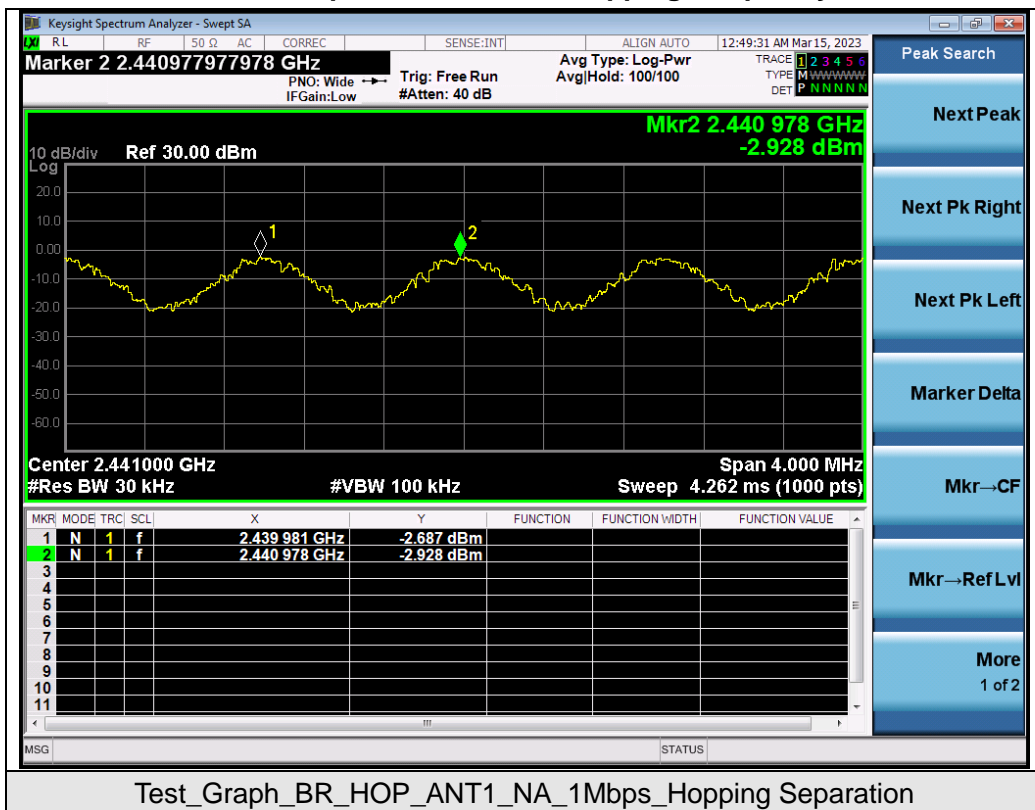 Keysight Spectrum Analyzer - Swept SA
LXI RL RF 50 Ω AC CORREC SENSE:INT ALIGN AUTO 12:49:31 AM Mar 15, 2023
Marker 2 2.440977977978 GHz
PNO: Wide
IFGain:Low
Trig: Free Run
#Atten: 40 dB
Avg Type: Log-Pwr
Avg|Hold: 100/100
TRACE 1 2 3 4 5 6
TYPE M WWWWW
DET P N N N N N
Mkr2 2.440 978 GHz
-2.928 dBm
10 dB/div Ref 30.00 dBm
Log
20.0
10.0
0.00
-10.0
-20.0
-30.0
-40.0
-50.0
-60.0
1
2
Center 2.441000 GHz Span 4.000 MHz
#Res BW 30 kHz #VBW 100 kHz Sweep 4.262 ms (1000 pts)
MKR MODE TRC SCL X Y FUNCTION FUNCTION WIDTH FUNCTION VALUE
1 N 1 f 2.439 981 GHz -2.687 dBm
2 N 1 f 2.440 978 GHz -2.928 dBm
3
4
5
6
7
8
9
10
11
MSG STATUS
Peak Search
Next Peak
Next Pk Right
Next Pk Left
Marker Delta
Mkr→CF
Mkr→Ref Lvl
More
1 of 2
Test_Graph_BR_HOP_ANT1_NA_1Mbps_Hopping Separation